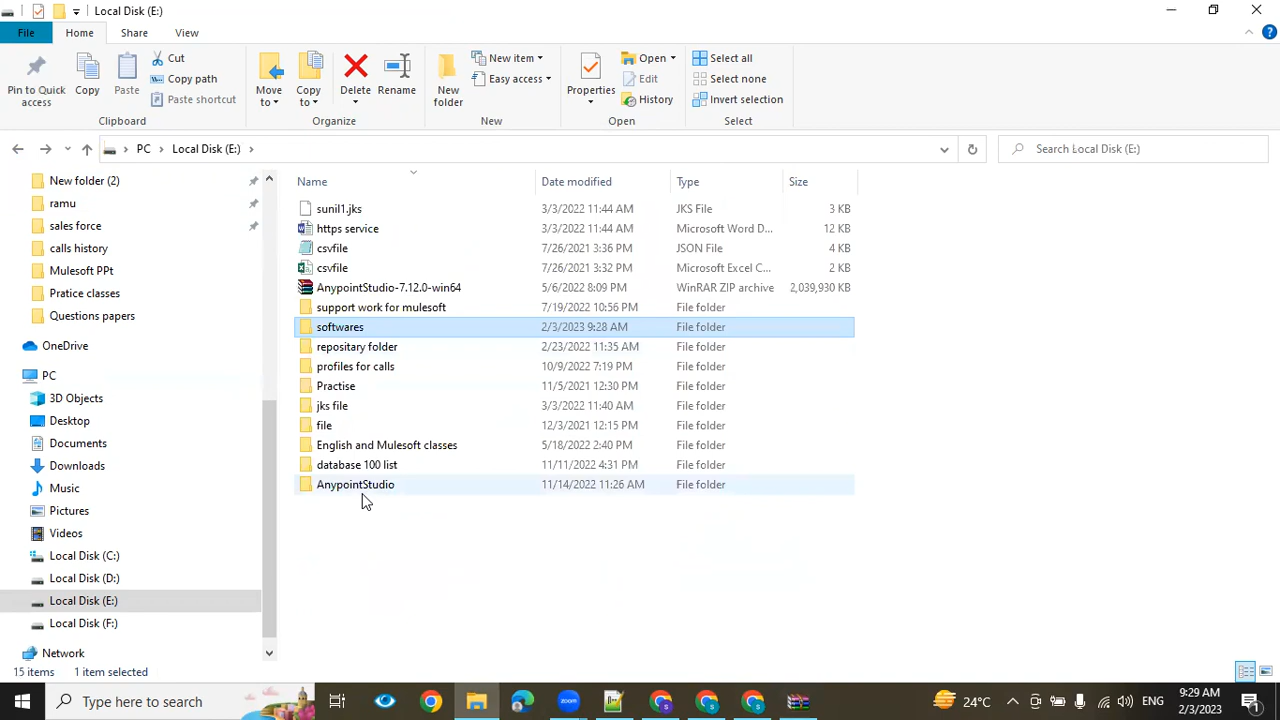 Local Disk (E:)
File Home Share View
Pin to Quick access
Copy
Paste
Cut
Copy path
Paste shortcut
Clipboard
Move to
Copy to
Delete
Rename
Organize
New folder
New item
Easy access
New
Properties
Open
Edit
History
Open
Select all
Select none
Invert selection
Select
PC Local Disk (E:)
Search Local Disk (E:)
New folder (2)
ramu
sales force
calls history
Mulesoft PPt
Pratice classes
Questions papers
OneDrive
PC
3D Objects
Desktop
Documents
Downloads
Music
Pictures
Videos
Local Disk (C:)
Local Disk (D:)
Local Disk (E:)
Local Disk (F:)
Network
Name Date modified Type Size
sunil1.jks 3/3/2022 11:44 AM JKS File 3 KB
https service 3/3/2022 11:44 AM Microsoft Word D... 12 KB
csvfile 7/26/2021 3:36 PM JSON File 4 KB
csvfile 7/26/2021 3:32 PM Microsoft Excel C... 2 KB
AnypointStudio-7.12.0-win64 5/6/2022 8:09 PM WinRAR ZIP archive 2,039,930 KB
support work for mulesoft 7/19/2022 10:56 PM File folder
softwares 2/3/2023 9:28 AM File folder
repositary folder 2/23/2022 11:35 AM File folder
profiles for calls 10/9/2022 7:19 PM File folder
Practise 11/5/2021 12:30 PM File folder
jks file 3/3/2022 11:40 AM File folder
file 12/3/2021 12:15 PM File folder
English and Mulesoft classes 5/18/2022 2:40 PM File folder
database 100 list 11/11/2022 4:31 PM File folder
AnypointStudio 11/14/2022 11:26 AM File folder
15 items 1 item selected
Type here to search
24°C
ENG
9:29 AM
2/3/2023